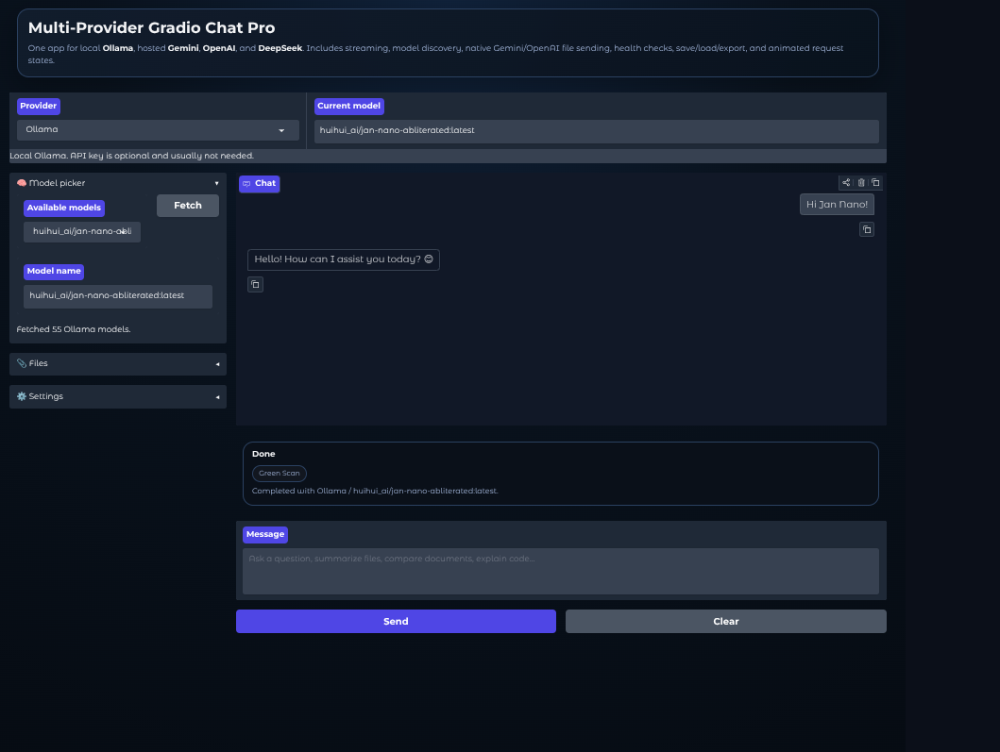 Multi-Provider Gradio Chat Pro
One app for local Ollama, hosted Gemini, OpenAI, and DeepSeek. Includes streaming, model discovery, native Gemini/OpenAI file sending, health checks, save/load/export, and animated request
states.
Provider
Ollama
Current model
huihui_ai/jan-nano-abliterated:latest
Local Ollama. API key is optional and usually not needed.
🧠 Model picker
Available models
Fetch
huihui_ai/jan-nano-abli
Model name
huihui_ai/jan-nano-abliterated:latest
Fetched 55 Ollama models.
📎 Files
⚙️ Settings
Chat
Hi Jan Nano!
Hello! How can I assist you today? 😊
Done
Green Scan
Completed with Ollama / huihui_ai/jan-nano-abliterated:latest.
Message
Ask a question, summarize files, compare documents, explain code...
Send
Clear